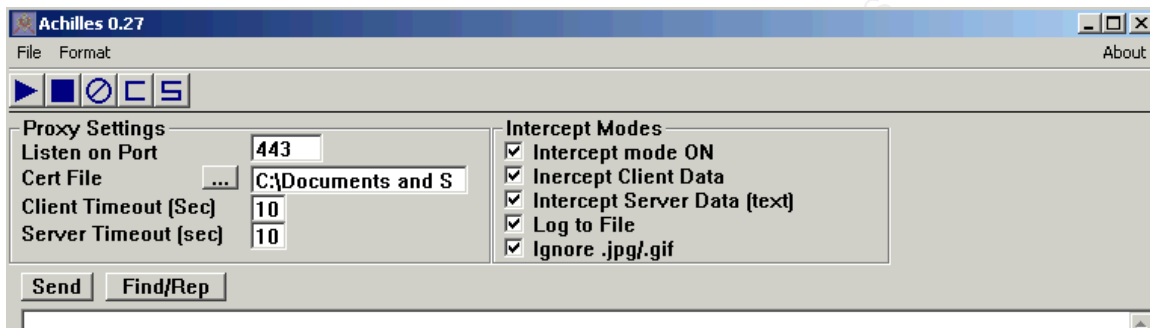 Achilles 0.27
File Format About
Proxy Settings
Listen on Port 443
Cert File ... C:\Documents and S
Client Timeout (Sec) 10
Server Timeout (sec) 10
Intercept Modes
Intercept mode ON
Inercept Client Data
Intercept Server Data (text)
Log to File
Ignore .jpg/.gif
Send Find/Rep